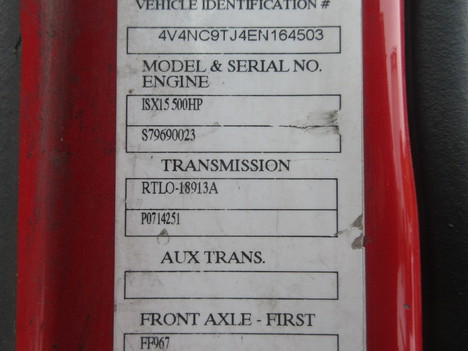 VEHICLE IDENTIFICATION #
4V4NC9TJ4EN164503
MODEL & SERIAL NO.
ENGINE
ISX15 500HP
S79690023
TRANSMISSION
RTLO-18913A
P0714251
AUX TRANS.
FRONT AXLE - FIRST
FF967